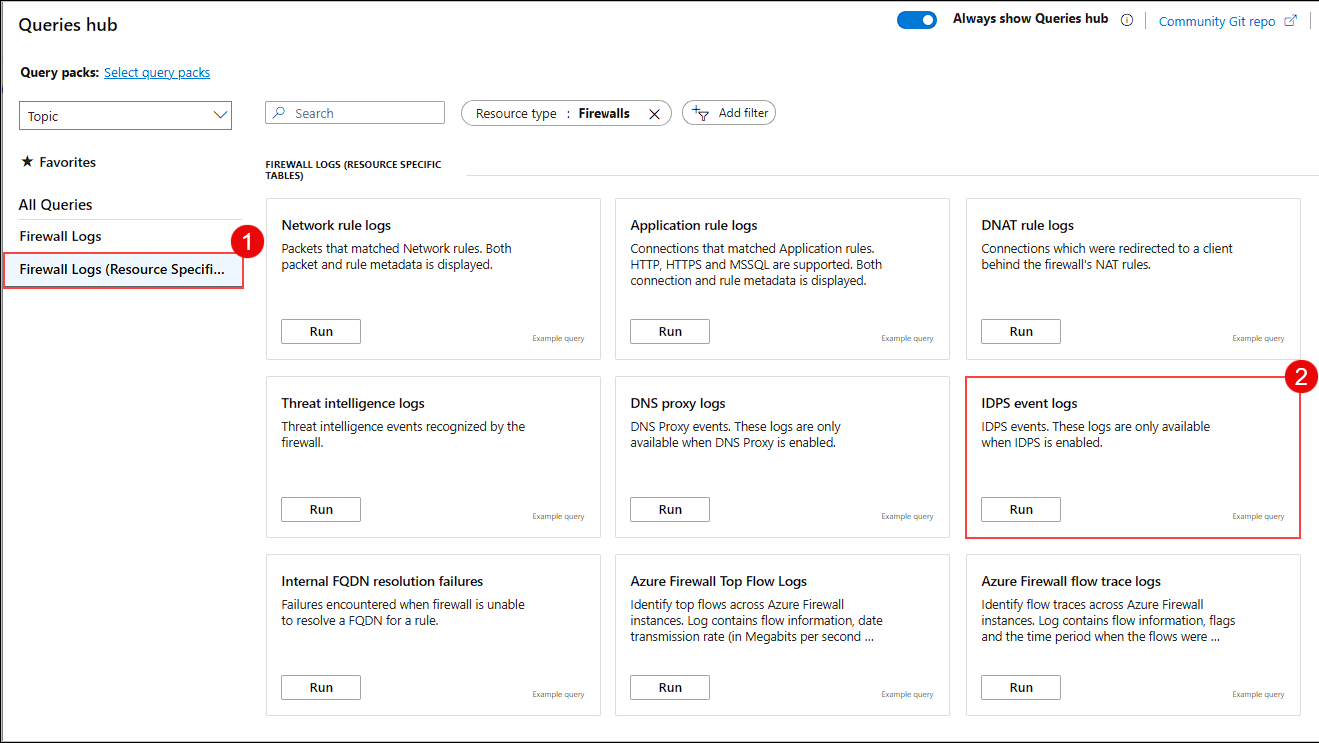 Queries hub
Always show Queries hub
Community Git repo
Query packs: Select query packs
Topic
Search
Resource type : Firewalls
Add filter
★ Favorites
All Queries
Firewall Logs
1
Firewall Logs (Resource Specifi...
FIREWALL LOGS (RESOURCE SPECIFIC
TABLES)
Network rule logs
Packets that matched Network rules. Both
packet and rule metadata is displayed.
Run
Example query
Application rule logs
Connections that matched Application rules.
HTTP, HTTPS and MSSQL are supported. Both
connection and rule metadata is displayed.
Run
Example query
DNAT rule logs
Connections which were redirected to a client
behind the firewall's NAT rules.
Run
Example query
Threat intelligence logs
Threat intelligence events recognized by the
firewall.
Run
Example query
DNS proxy logs
DNS Proxy events. These logs are only
available when DNS Proxy is enabled.
Run
Example query
2
IDPS event logs
IDPS events. These logs are only available
when IDPS is enabled.
Run
Example query
Internal FQDN resolution failures
Failures encountered when firewall is unable
to resolve a FQDN for a rule.
Run
Example query
Azure Firewall Top Flow Logs
Identify top flows across Azure Firewall
instances. Log contains flow information, date
transmission rate (in Megabits per second ...
Run
Example query
Azure Firewall flow trace logs
Identify flow traces across Azure Firewall
instances. Log contains flow information, flags
and the time period when the flows were ...
Run
Example query